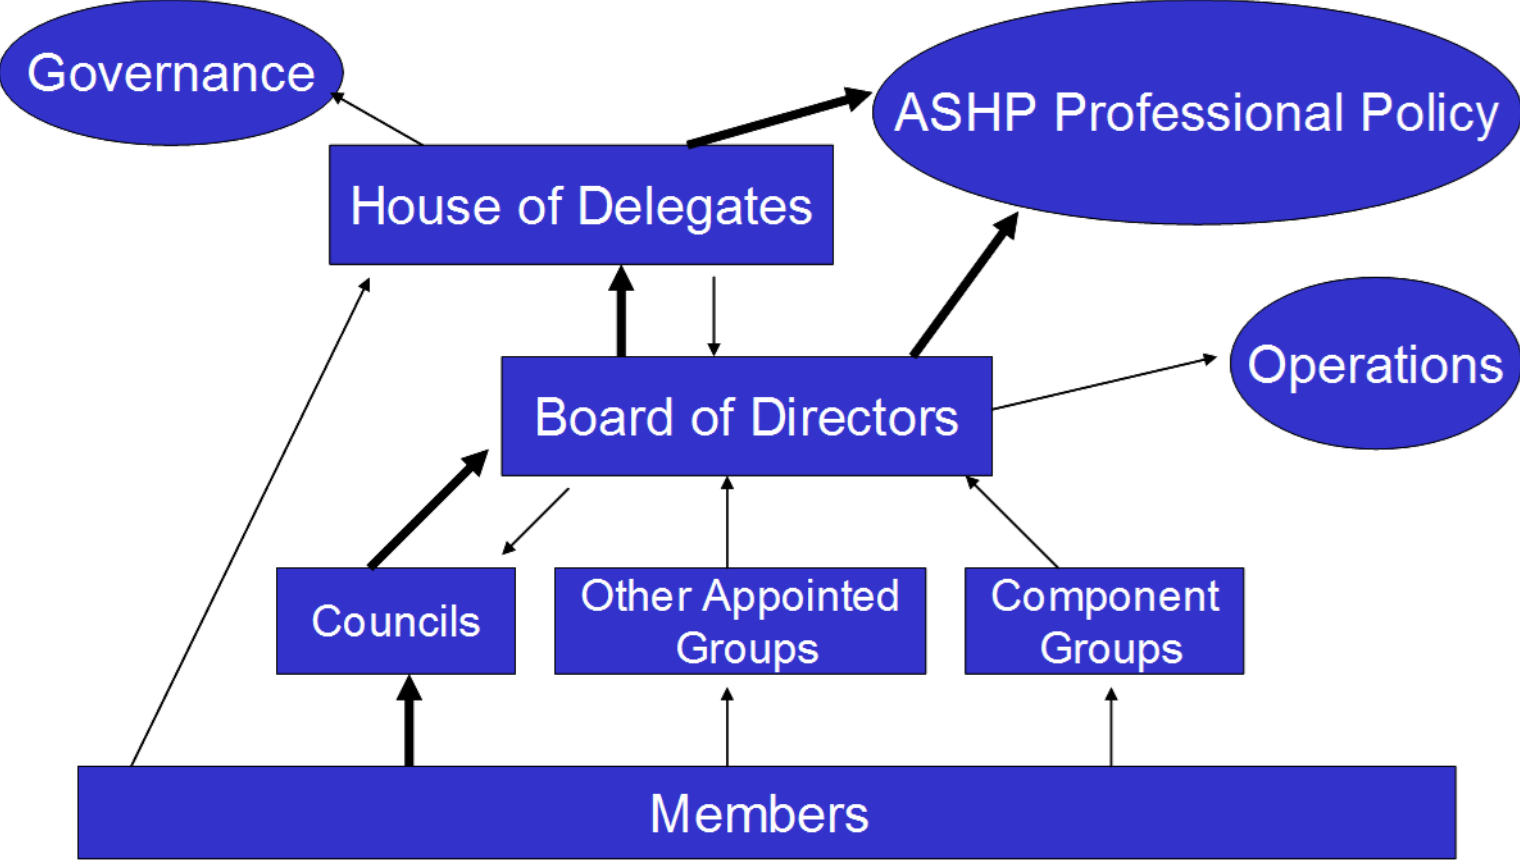 Governance
ASHP Professional Policy
House of Delegates
Operations
Board of Directors
Councils
Other Appointed
Groups
Component
Groups
Members